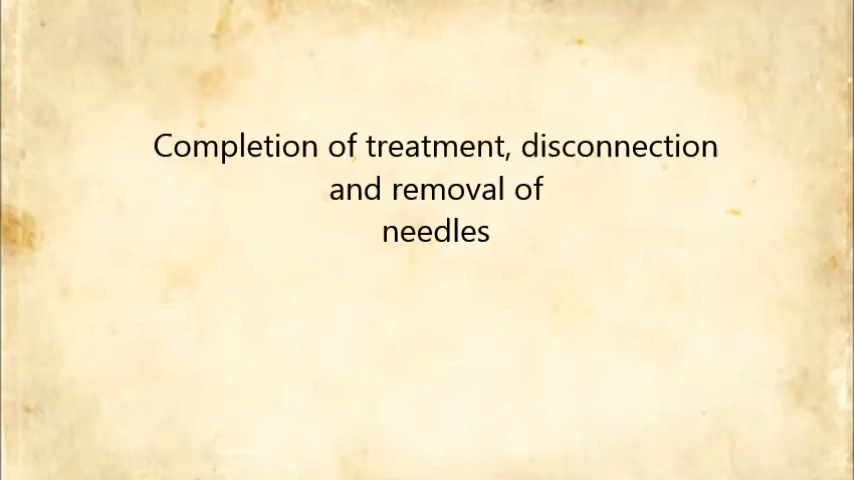 Completion of treatment, disconnection
and removal of
needles